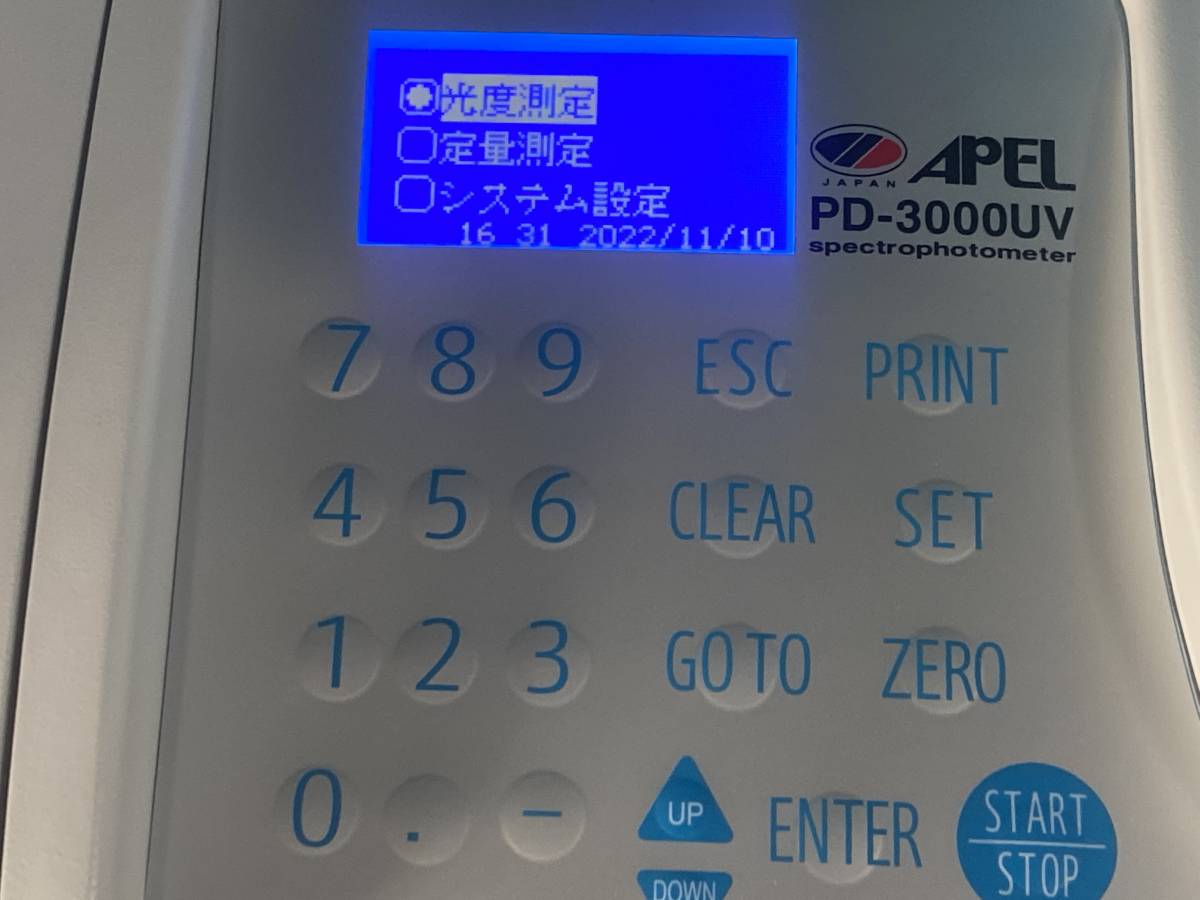 光度測定
定量測定
システム設定
16 31 2022/11/10
JAPAN APEL
PD-3000UV
spectrophotometer
7 8 9 ESC PRINT
4 5 6 CLEAR SET
1 2 3 GO TO ZERO
0 . - UP ENTER START
DOWN STOP